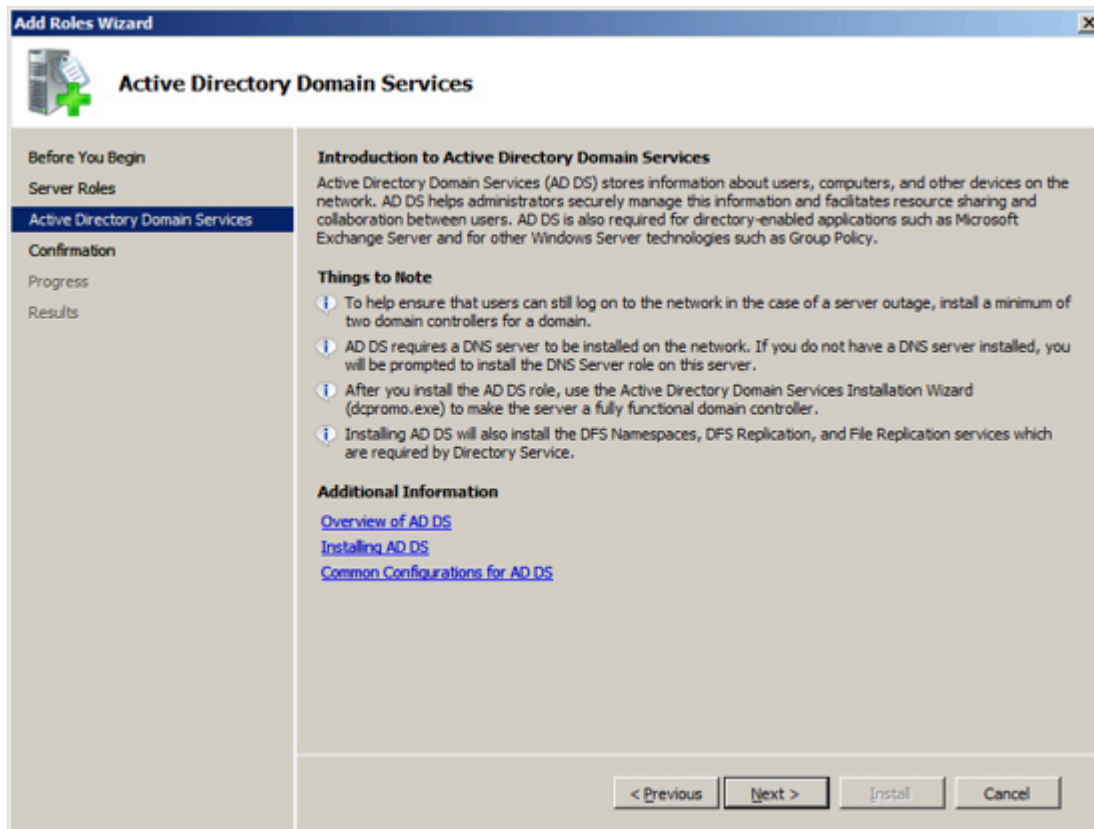 Add Roles Wizard
Active Directory Domain Services
Before You Begin
Server Roles
Active Directory Domain Services
Confirmation
Progress
Results
Introduction to Active Directory Domain Services
Active Directory Domain Services (AD DS) stores information about users, computers, and other devices on the
network. AD DS helps administrators securely manage this information and facilitates resource sharing and
collaboration between users. AD DS is also required for directory-enabled applications such as Microsoft
Exchange Server and for other Windows Server technologies such as Group Policy.
Things to Note
To help ensure that users can still log on to the network in the case of a server outage, install a minimum of
two domain controllers for a domain.
AD DS requires a DNS server to be installed on the network. If you do not have a DNS server installed, you
will be prompted to install the DNS Server role on this server.
After you install the AD DS role, use the Active Directory Domain Services Installation Wizard
(dcpromo.exe) to make the server a fully functional domain controller.
Installing AD DS will also install the DFS Namespaces, DFS Replication, and File Replication services which
are required by Directory Service.
Additional Information
Overview of AD DS
Installing AD DS
Common Configurations for AD DS
< Previous Next > Install Cancel